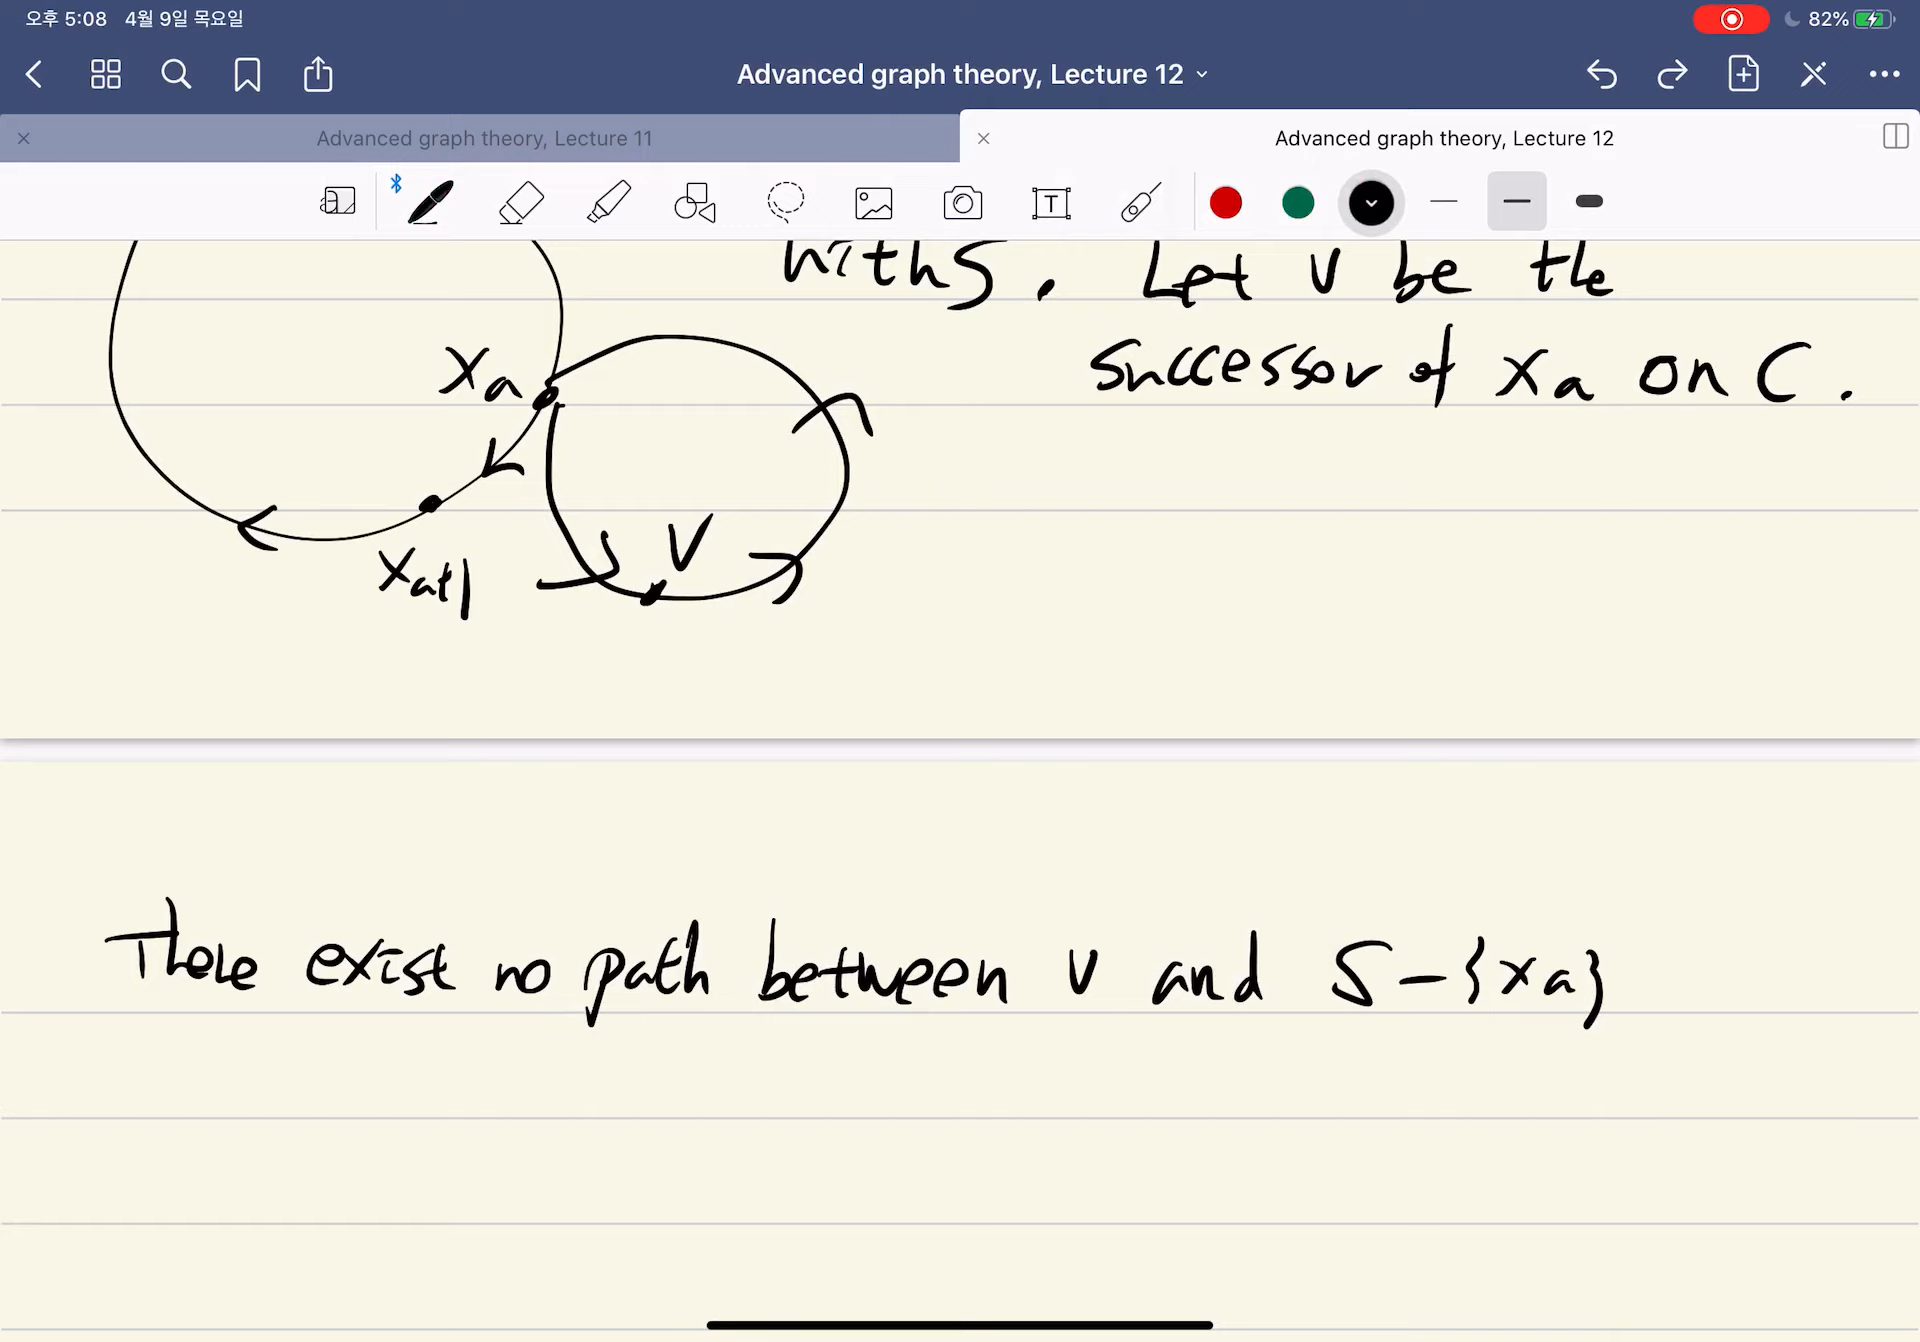 오후 5:08 4월 9일 목요일
82%
Advanced graph theory, Lecture 12
Advanced graph theory, Lecture 11
Advanced graph theory, Lecture 12
with S. Let v be the
successor of xa on C.
xa
v
xa+1
There exist no path between v and S-{xa}